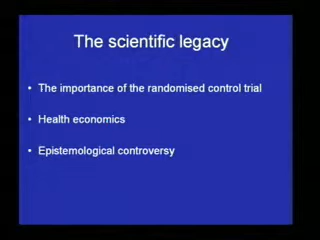 The scientific legacy
• The importance of the randomised control trial
• Health economics
• Epistemological controversy